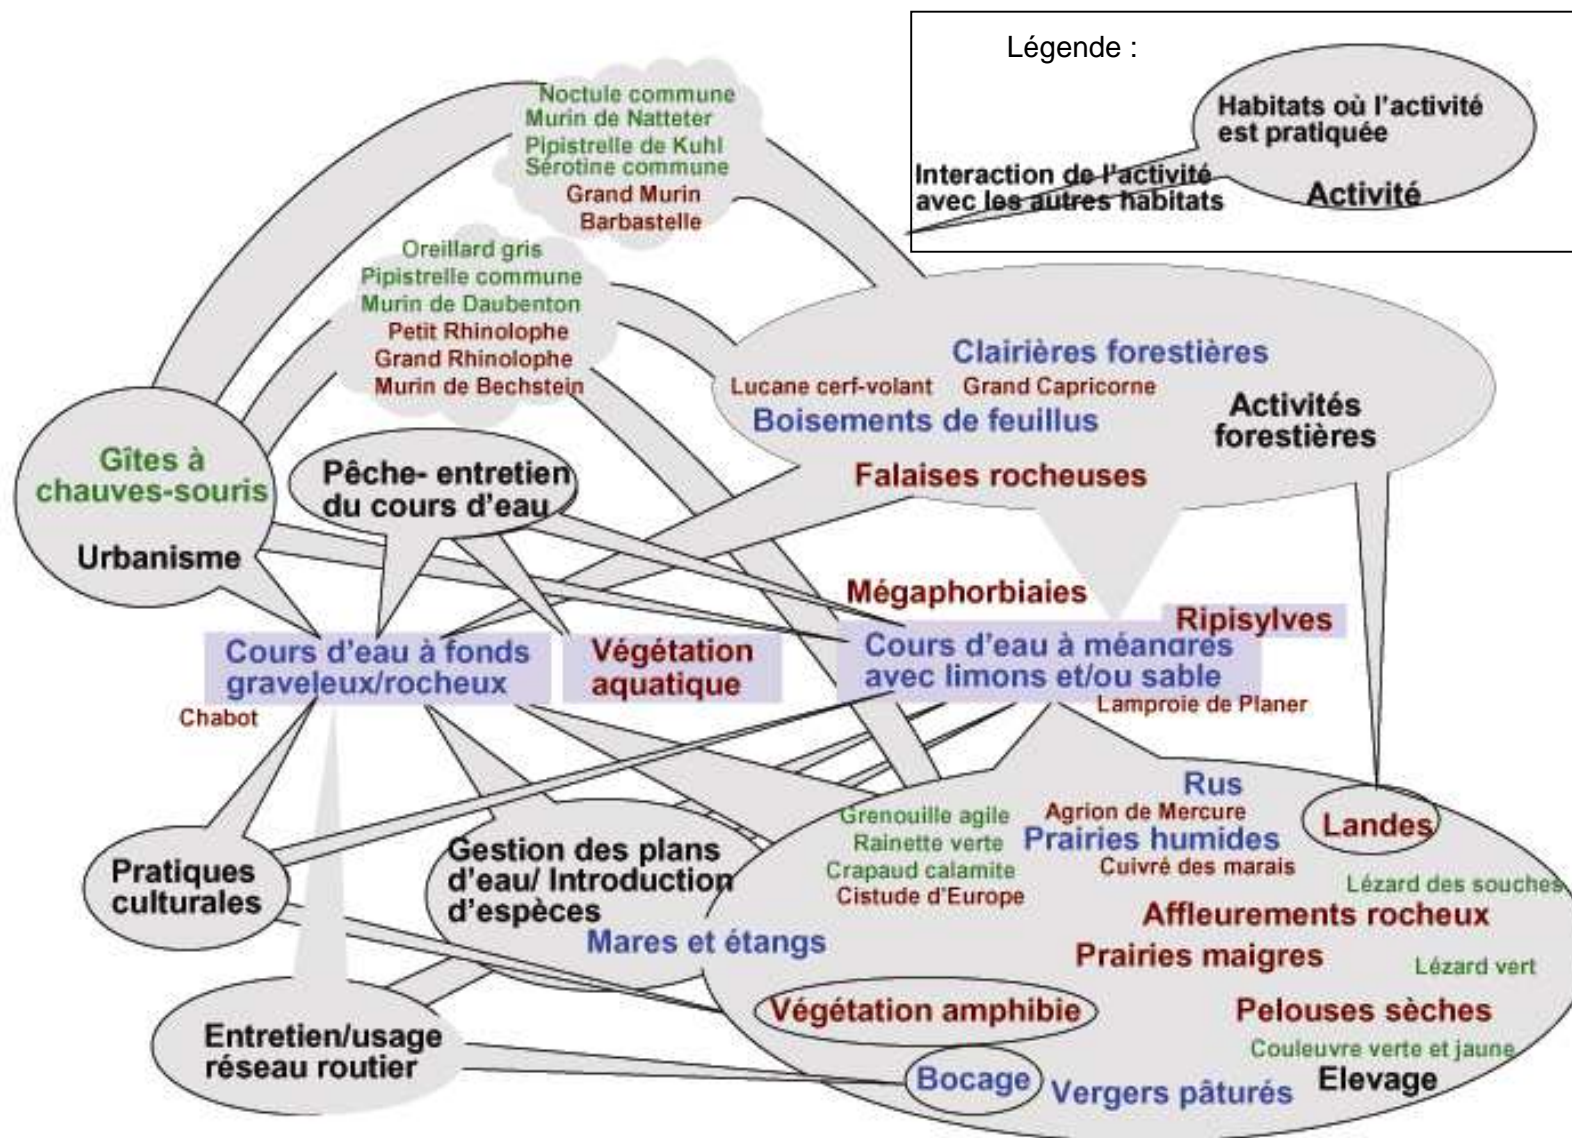 Légende :
Habitats où l'activité
est pratiquée
Interaction de l'activité
avec les autres habitats
Activité
Noctule commune
Murin de Natteter
Pipistrelle de Kuhl
Sérotine commune
Grand Murin
Barbastelle
Oreillard gris
Pipistrelle commune
Murin de Daubenton
Petit Rhinolophe
Grand Rhinolophe
Murin de Bechstein
Clairières forestières
Lucane cerf-volant
Grand Capricorne
Boisements de feuillus
Activités
forestières
Falaises rocheuses
Gîtes à
chauves-souris
Urbanisme
Pêche- entretien
du cours d'eau
Mégaphorbiaies
Ripisylves
Cours d'eau à fonds
graveleux/rocheux
Végétation
aquatique
Cours d'eau à méandres
avec limons et/ou sable
Chabot
Lamproie de Planer
Rus
Grenouille agile
Agrion de Mercure
Rainette verte
Prairies humides
Landes
Crapaud calamite
Cuivré des marais
Cistude d'Europe
Lézard des souches
Pratiques
culturales
Gestion des plans
d'eau/ Introduction
d'espèces
Mares et étangs
Affleurements rocheux
Prairies maigres
Lézard vert
Végétation amphibie
Pelouses sèches
Couleuvre verte et jaune
Entretien/usage
réseau routier
Bocage
Vergers pâturés
Elevage